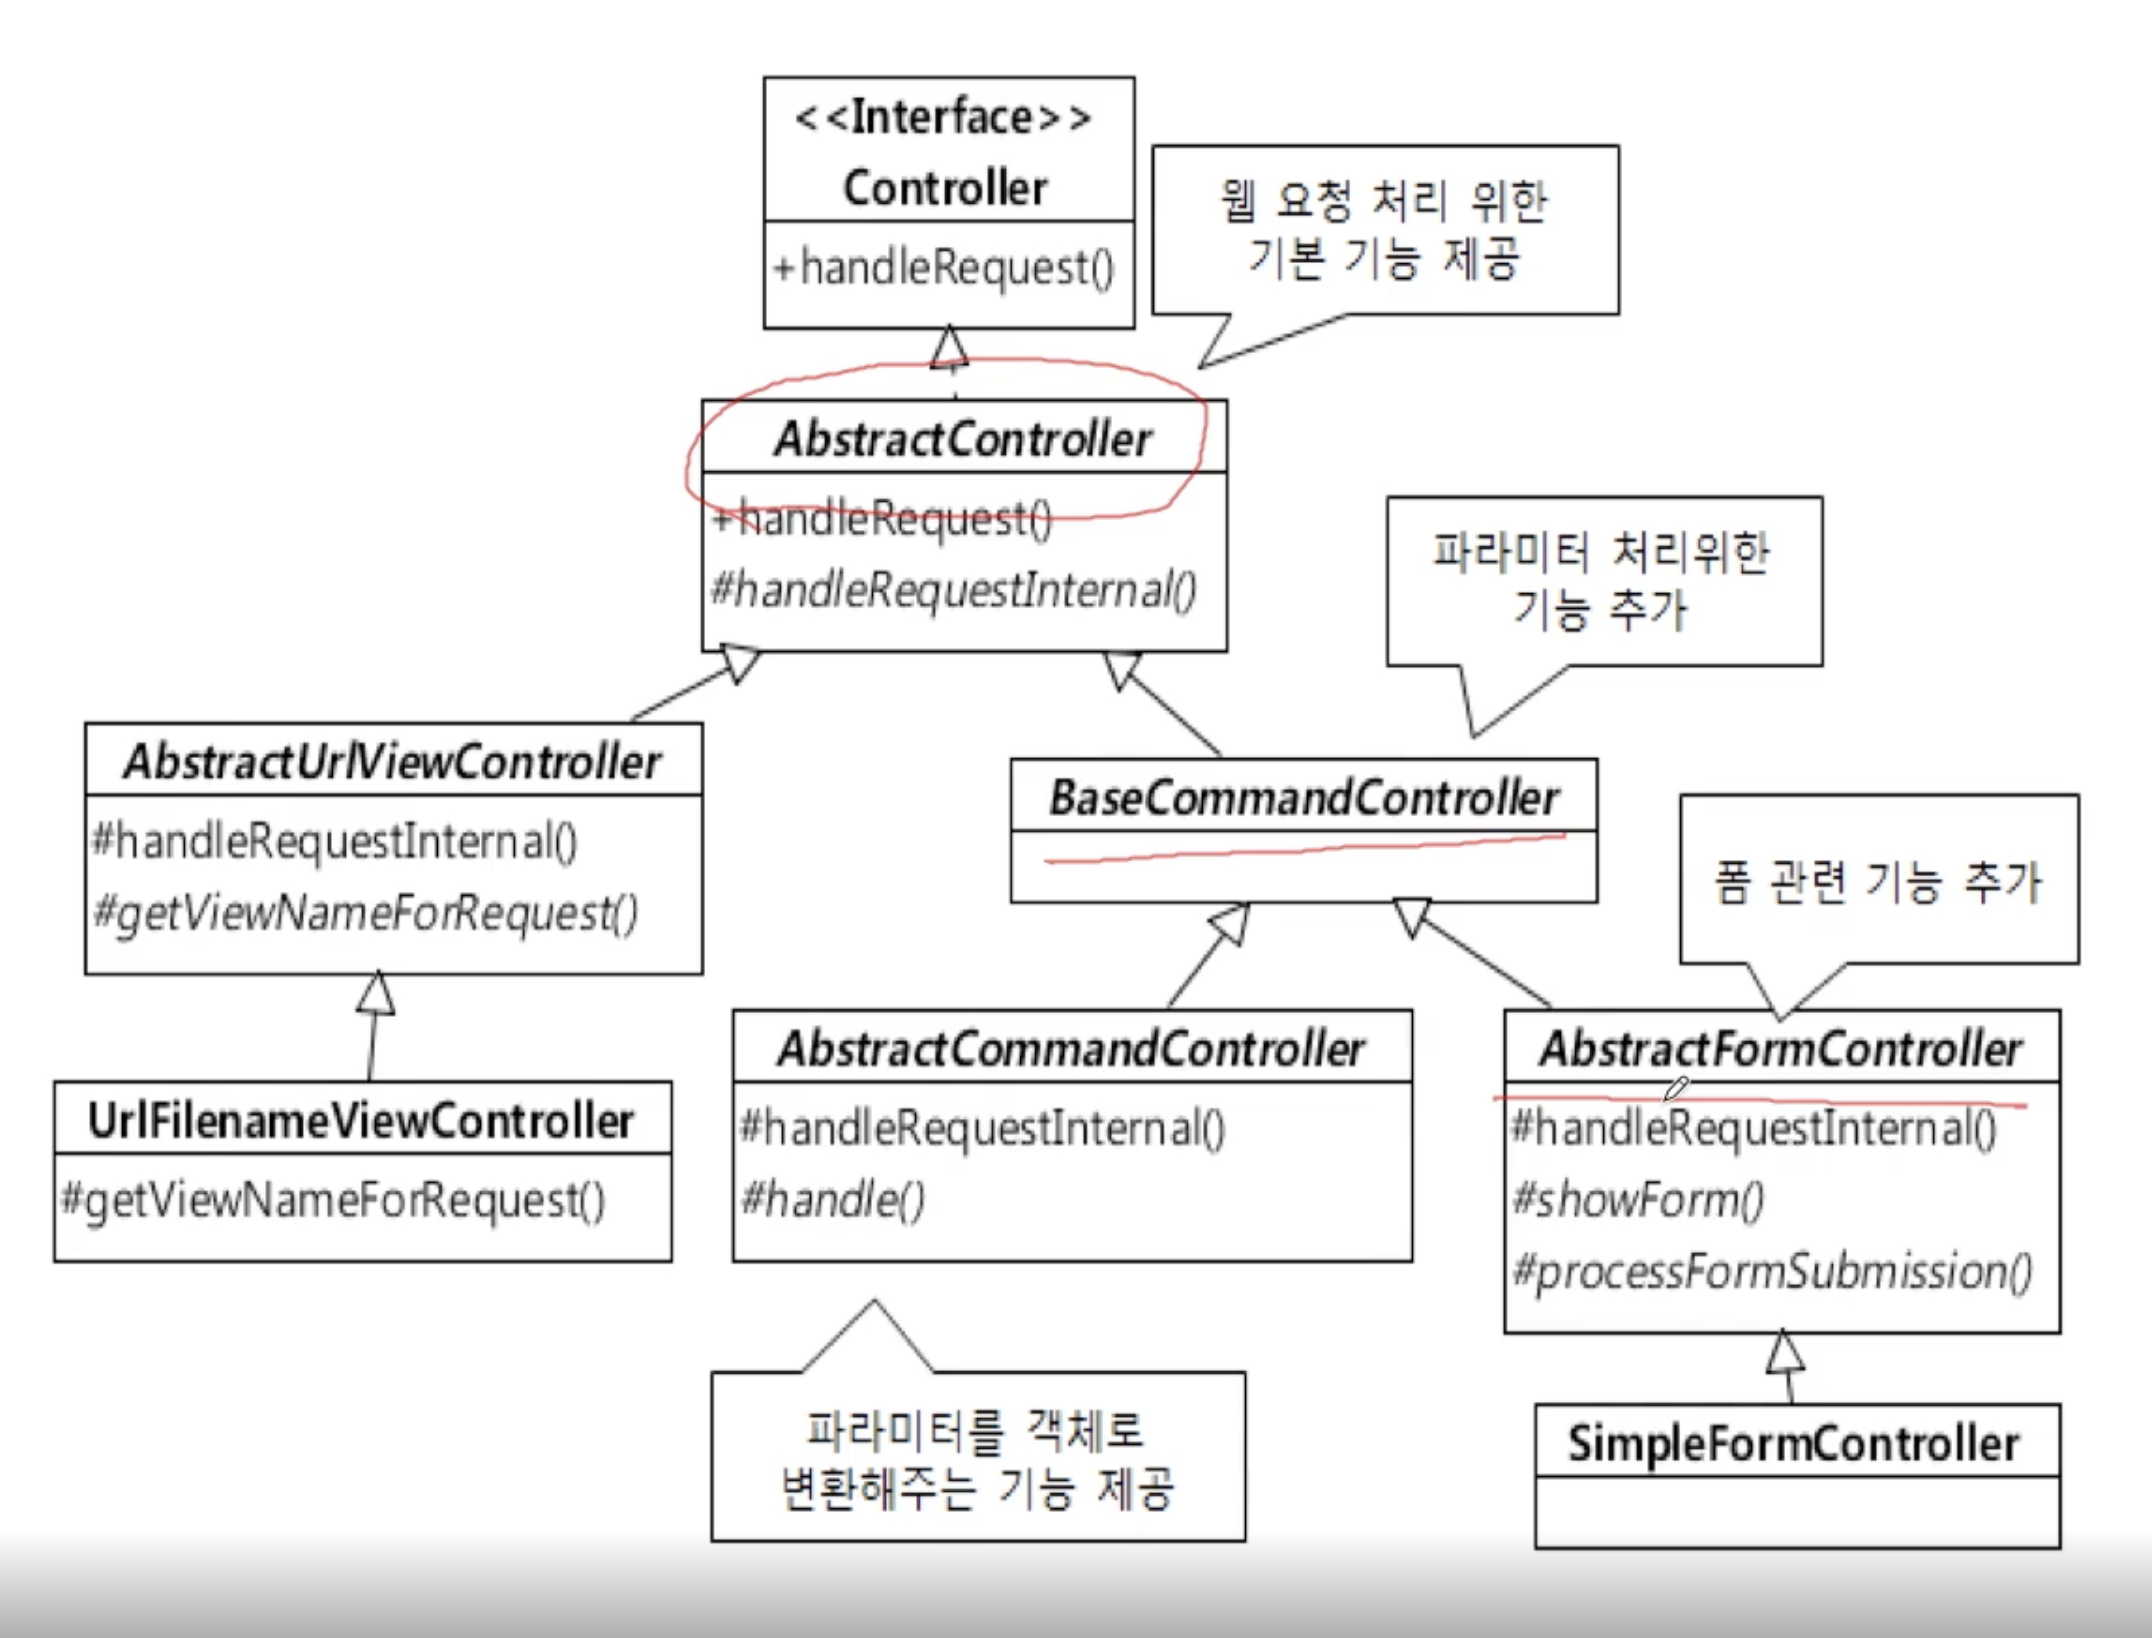 <<Interface>>
Controller
+handleRequest()
웹 요청 처리 위한
기본 기능 제공
AbstractController
+handleRequest()
#handleRequestInternal()
파라미터 처리위한
기능 추가
AbstractUrlViewController
#handleRequestInternal()
#getViewNameForRequest()
BaseCommandController
폼 관련 기능 추가
UrlFilenameViewController
#getViewNameForRequest()
AbstractCommandController
#handleRequestInternal()
#handle()
AbstractFormController
#handleRequestInternal()
#showForm()
#processFormSubmission()
파라미터를 객체로
변환해주는 기능 제공
SimpleFormController